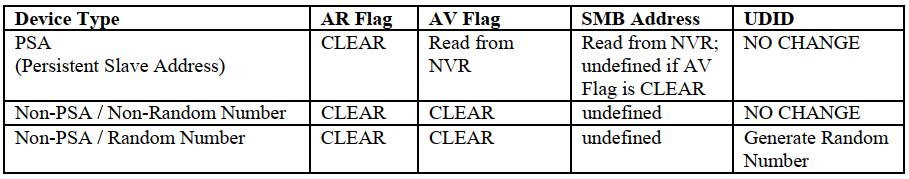 Device Type AR Flag AV Flag SMB Address UDID
PSA CLEAR Read from Read from NVR; NO CHANGE
(Persistent Slave Address) NVR undefined if AV
Flag is CLEAR
Non-PSA / Non-Random Number CLEAR CLEAR undefined NO CHANGE
Non-PSA / Random Number CLEAR CLEAR undefined Generate Random
Number